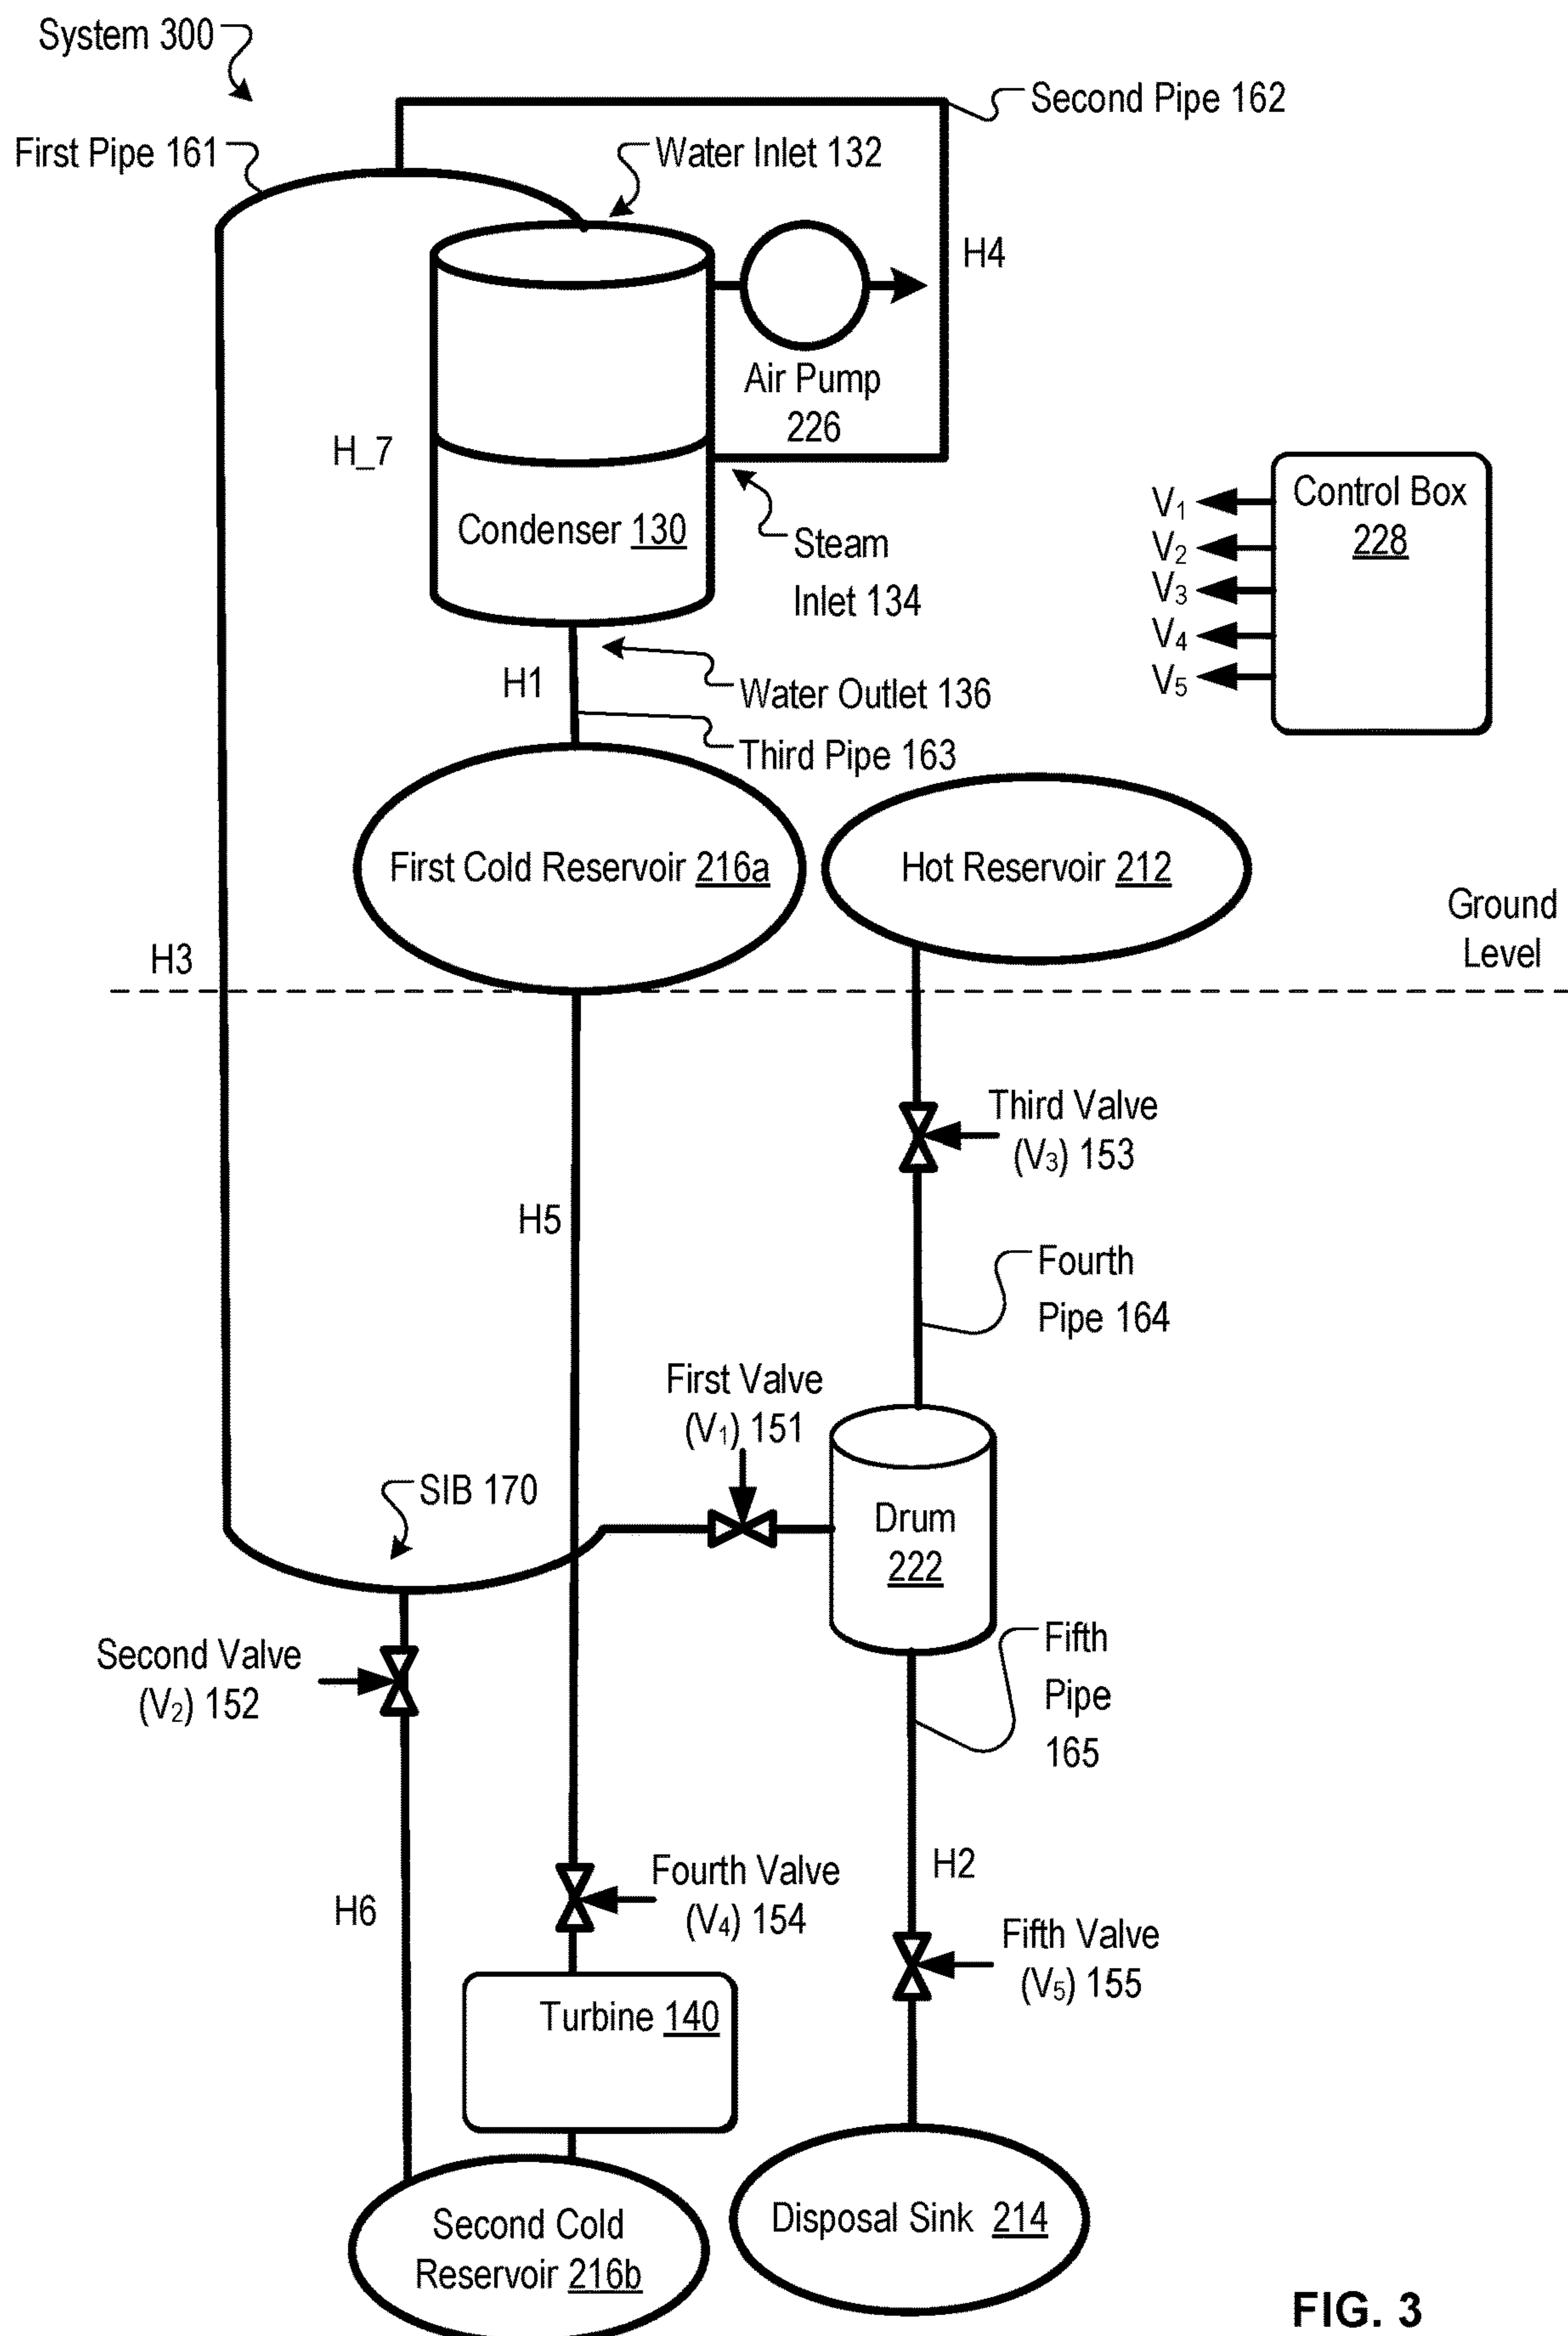 System 300
Second Pipe 162
First Pipe 161
Water Inlet 132
H4
Air Pump
226
H_7
Condenser 130
Steam
Inlet 134
Control Box
228
V₁
V₂
V₃
V₄
V₅
H1
Water Outlet 136
Third Pipe 163
First Cold Reservoir 216a
Hot Reservoir 212
Ground
Level
H3
Third Valve
(V₃) 153
H5
Fourth
Pipe 164
First Valve
(V₁) 151
SIB 170
Drum
222
Second Valve
(V₂) 152
Fifth
Pipe
165
H2
Fourth Valve
(V₄) 154
H6
Fifth Valve
(V₅) 155
Turbine 140
Second Cold
Reservoir 216b
Disposal Sink 214
FIG. 3